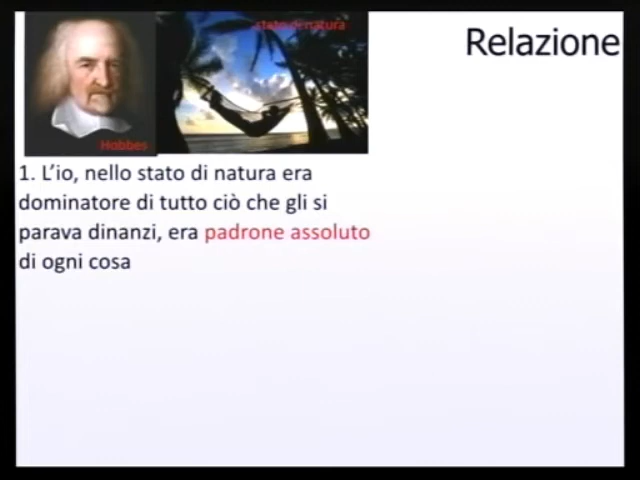 stato di natura
Relazione
Hobbes
1. L'io, nello stato di natura era
dominatore di tutto ciò che gli si
parava dinanzi, era padrone assoluto
di ogni cosa